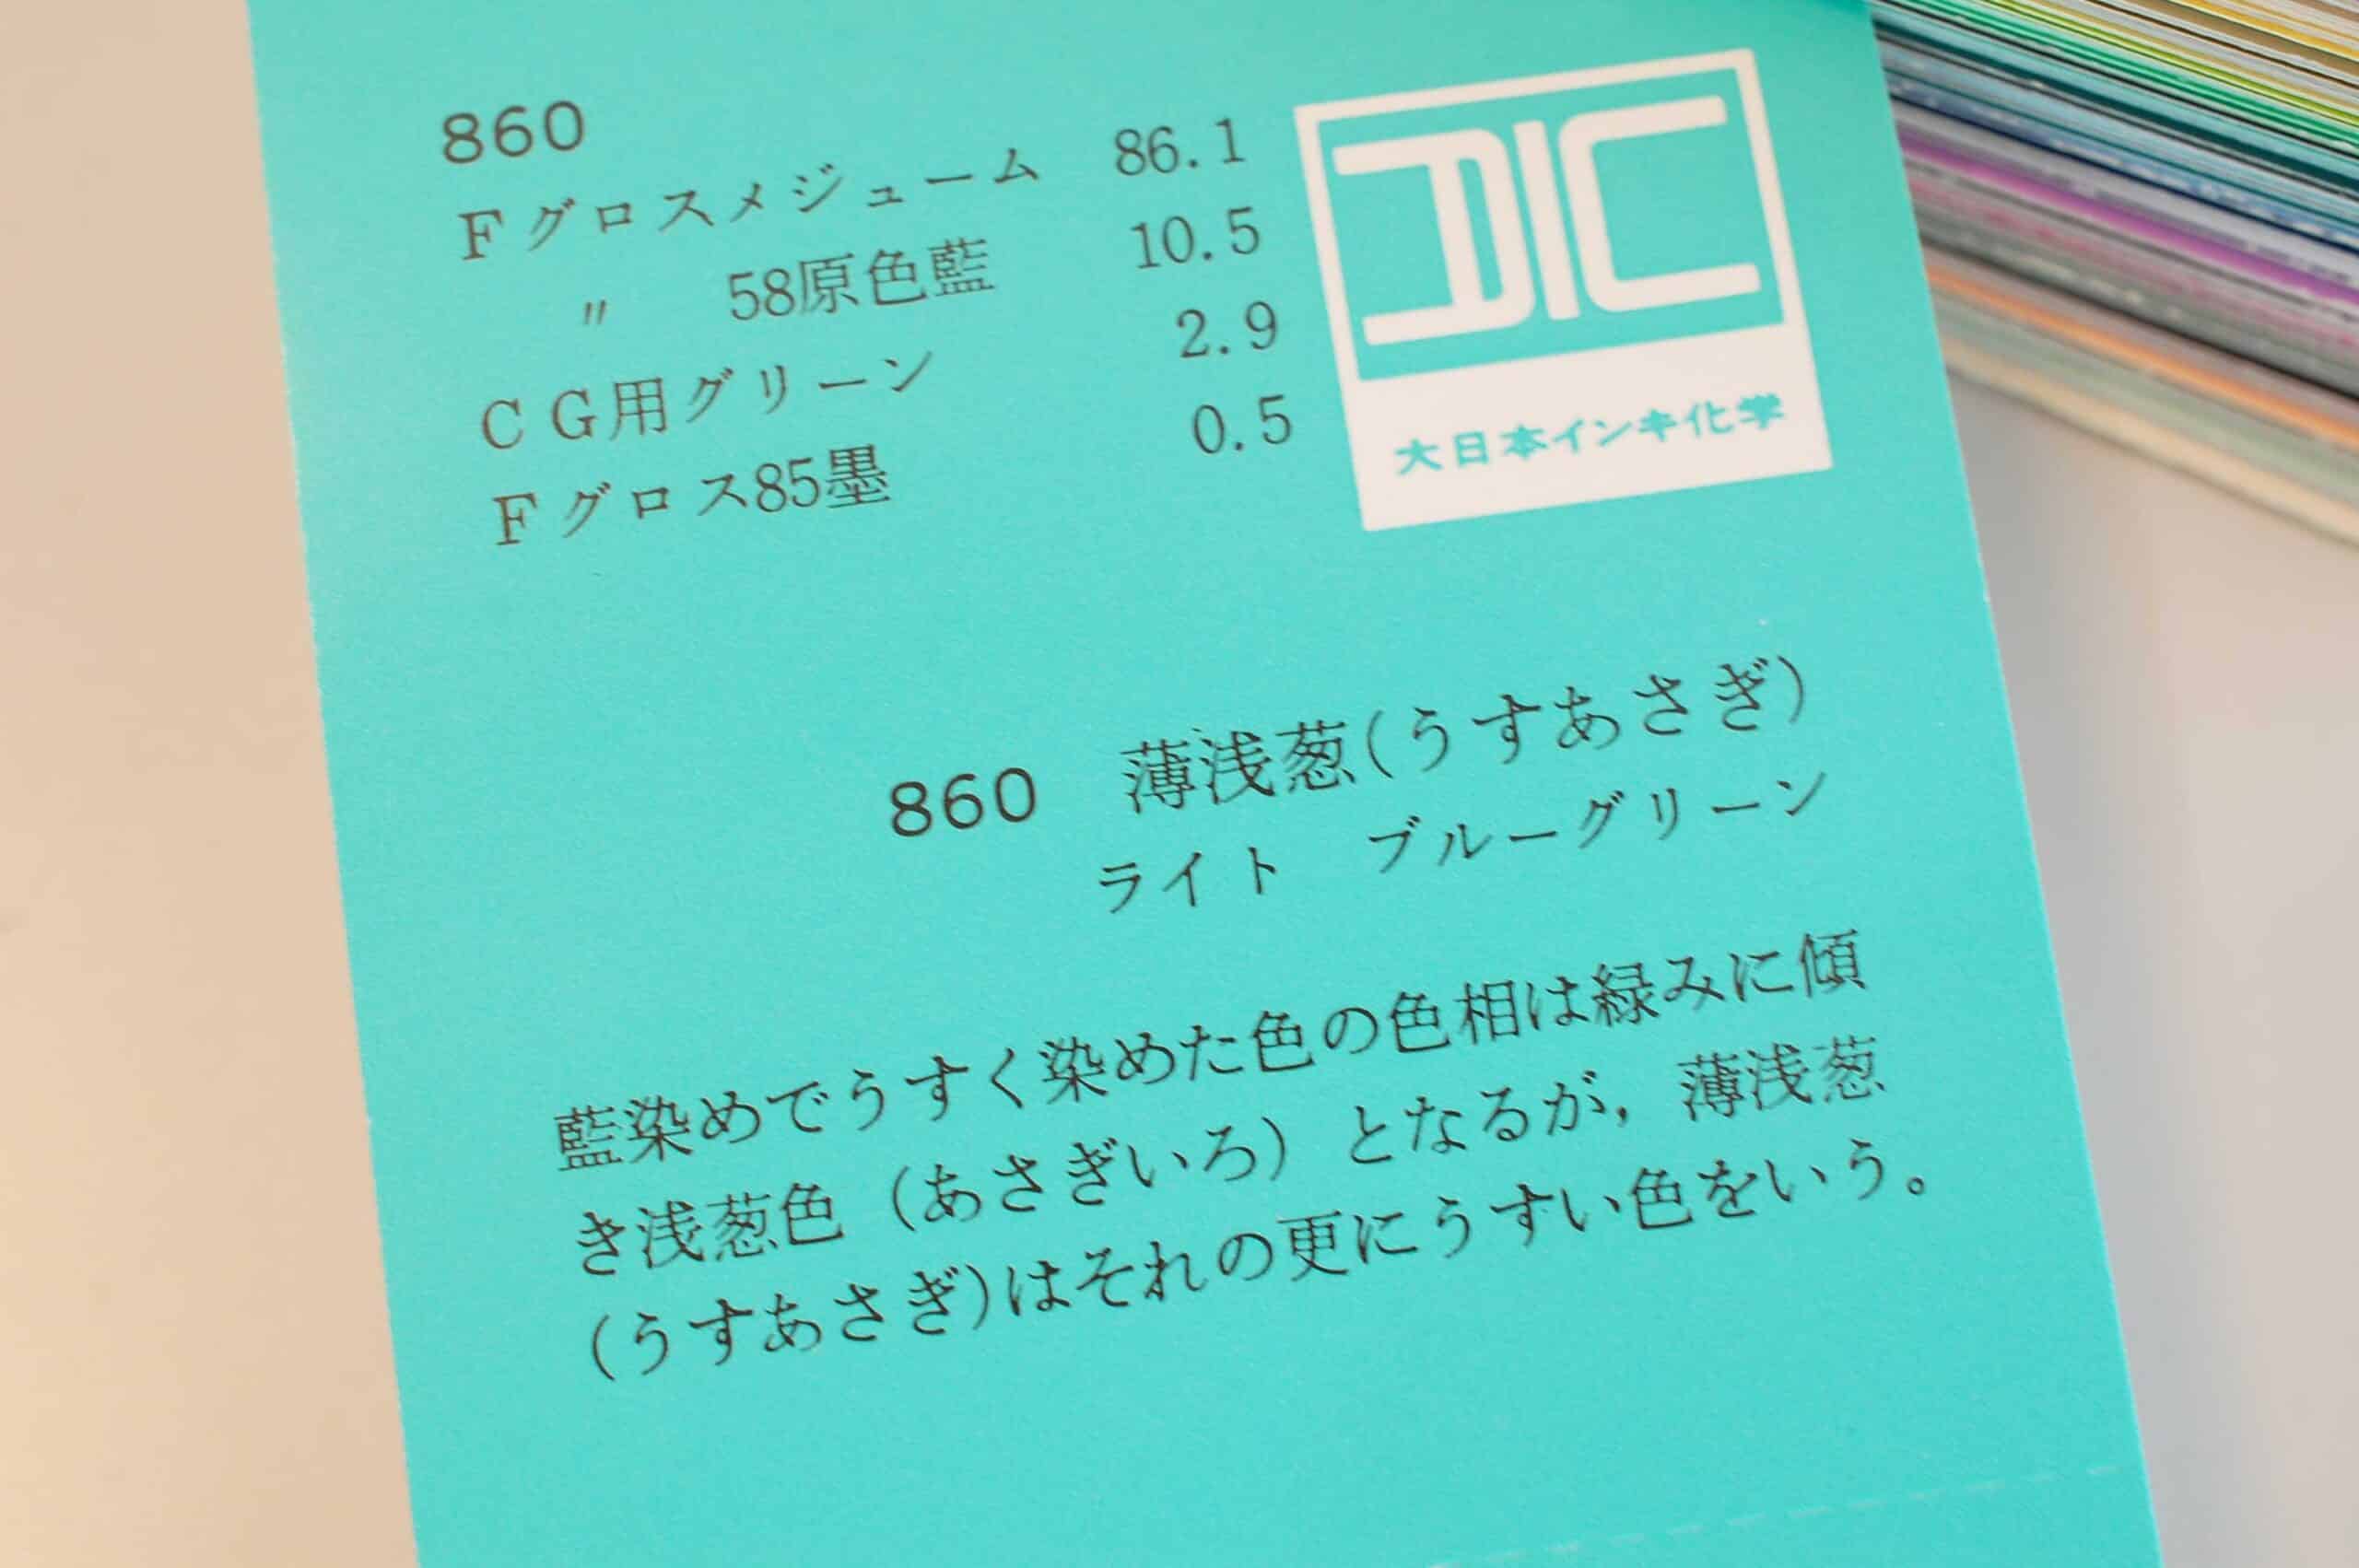 860
Fグロスメジューム 86.1
〃 58原色藍 10.5
CG用グリーン 2.9
Fグロス85墨 0.5
DIC
大日本インキ化学
860 薄浅葱(うすあさぎ)
ライト ブルーグリーン
藍染めでうすく染めた色の色相は緑みに傾
き浅葱色(あさぎいろ)となるが,薄浅葱
(うすあさぎ)はそれの更にうすい色をいう。